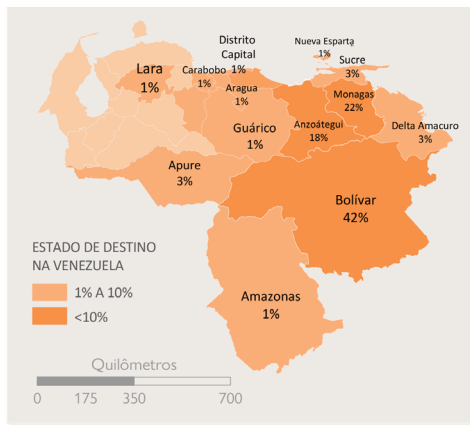 Nueva Esparta
1%
Distrito
Capital
1%
Sucre
3%
Lara
1%
Carabobo
1%
Aragua
1%
Monagas
22%
Anzoátegui
18%
Delta Amacuro
3%
Guárico
1%
Apure
3%
Bolívar
42%
Amazonas
1%
ESTADO DE DESTINO
NA VENEZUELA
1% A 10%
<10%
Quilômetros
0 175 350 700